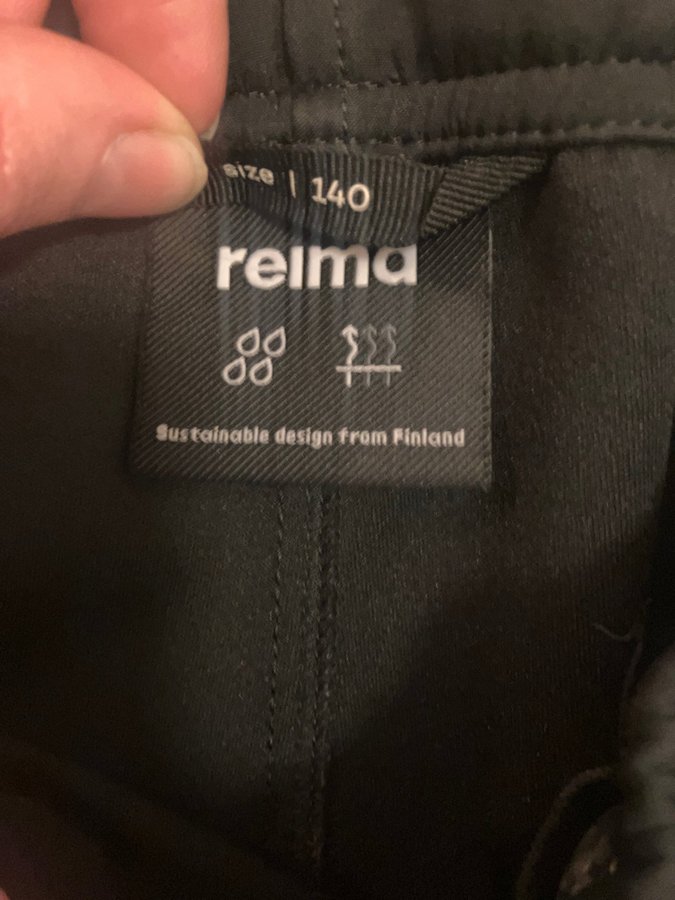 size | 140
reima
Sustainable design from Finland